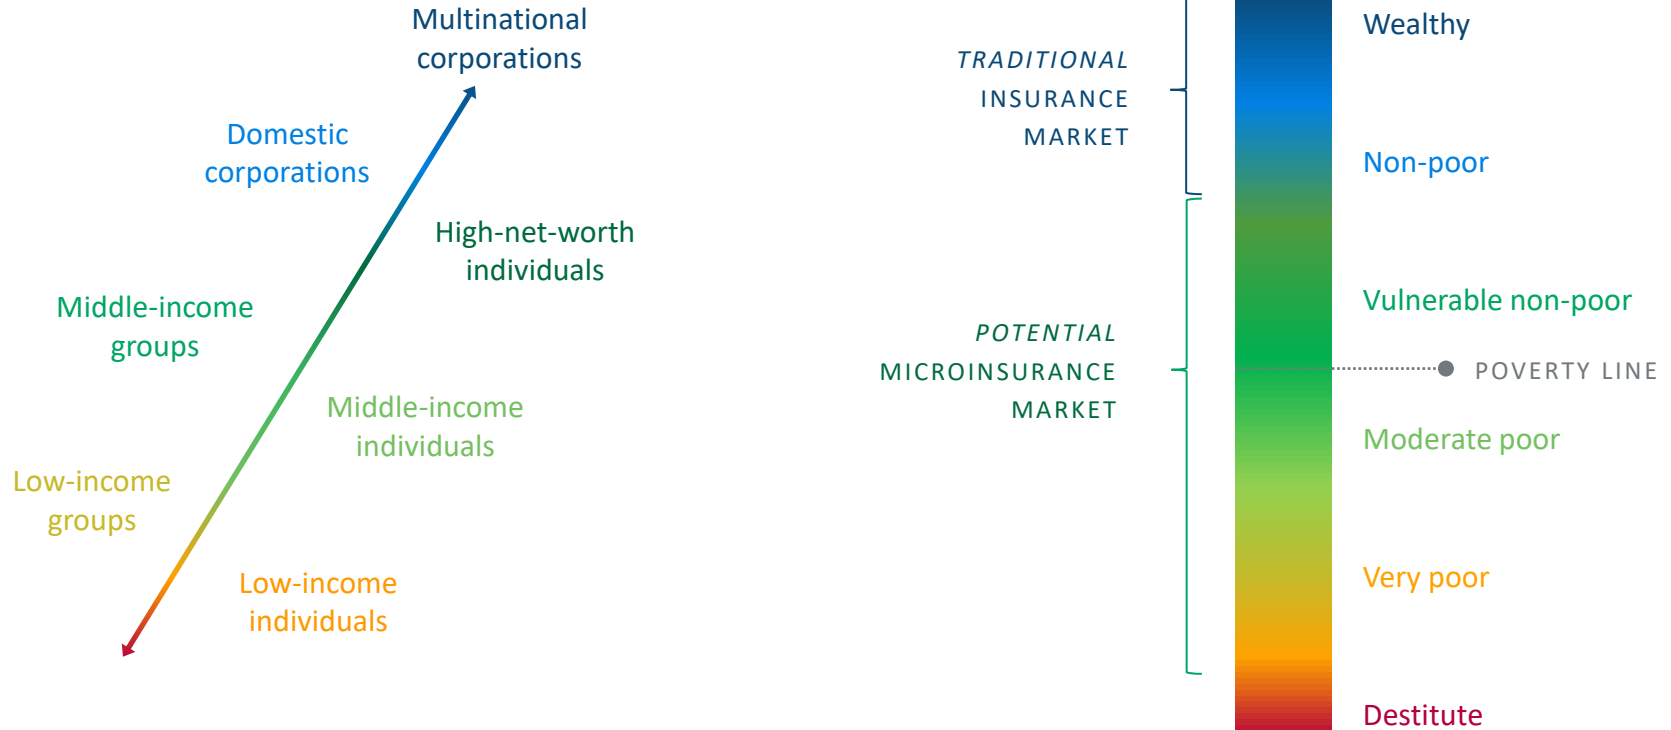 Multinational
corporations
Domestic
corporations
High-net-worth
individuals
Middle-income
groups
Middle-income
individuals
Low-income
groups
Low-income
individuals
TRADITIONAL
INSURANCE
MARKET
POTENTIAL
MICROINSURANCE
MARKET
Wealthy
Non-poor
Vulnerable non-poor
POVERTY LINE
Moderate poor
Very poor
Destitute